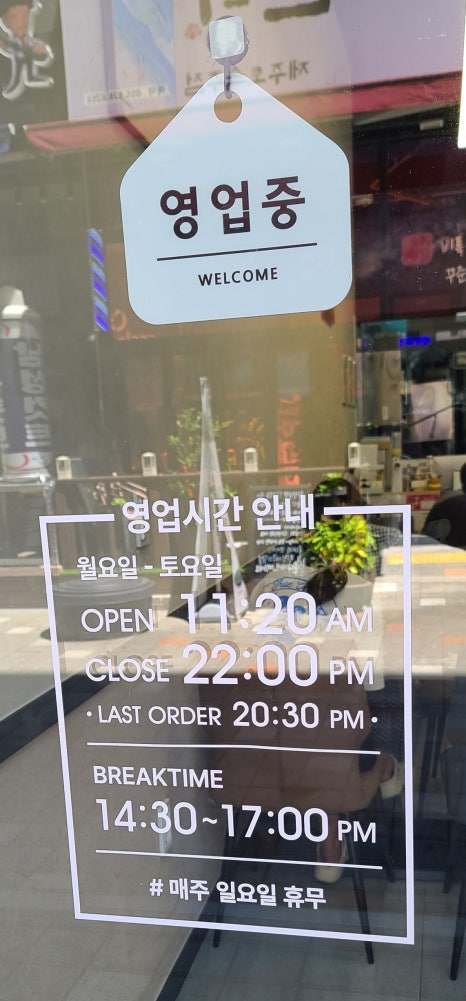 영업중
WELCOME
영업시간 안내
월요일 - 토요일
OPEN 11:20 AM
CLOSE 22:00 PM
• LAST ORDER 20:30 PM •
BREAKTIME
14:30~17:00 PM
# 매주 일요일 휴무